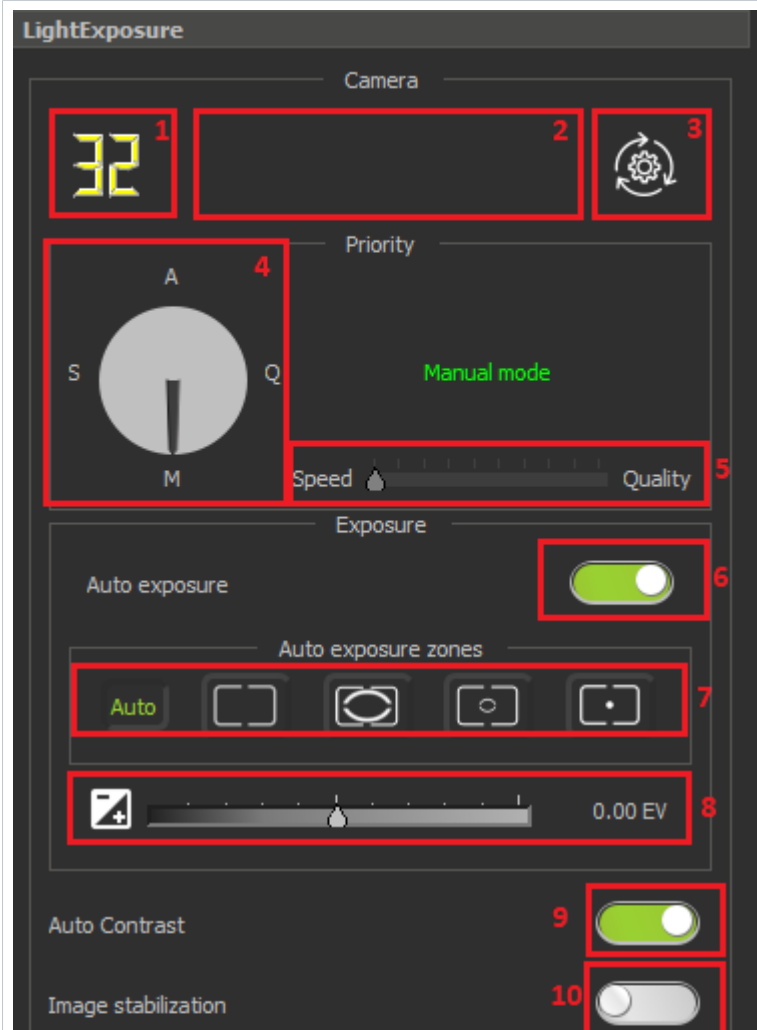 LightExposure
Camera
32 1 2 3
Priority
A 4
S Q Manual mode
M Speed Quality 5
Exposure
Auto exposure 6
Auto exposure zones
Auto 7
0.00 EV 8
Auto Contrast 9
Image stabilization 10